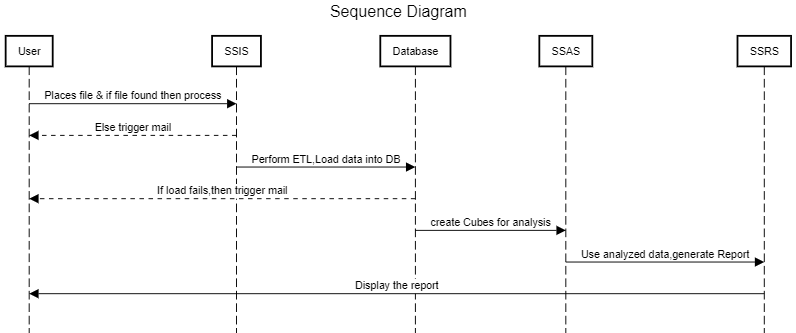 Sequence Diagram
User
SSIS
Database
SSAS
SSRS
Places file & if file found then process
Else trigger mail
Perform ETL,Load data into DB
If load fails,then trigger mail
create Cubes for analysis
Use analyzed data,generate Report
Display the report